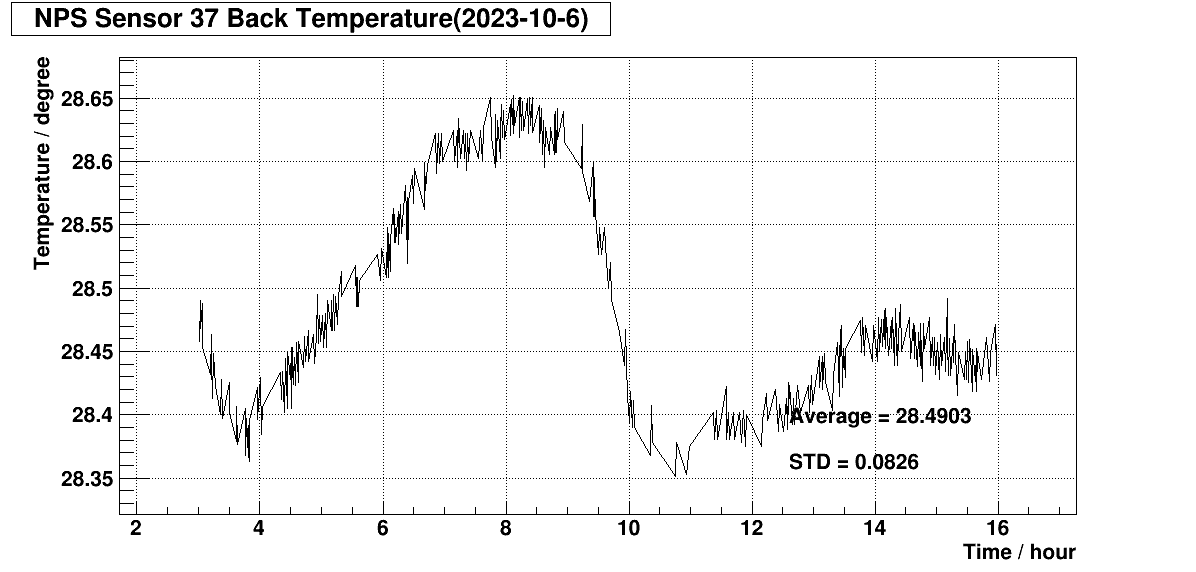 NPS Sensor 37 Back Temperature(2023-10-6)
Temperature / degree
28.65
28.6
28.55
28.5
28.45
28.4
28.35
Average = 28.4903
STD = 0.0826
2 4 6 8 10 12 14 16
Time / hour